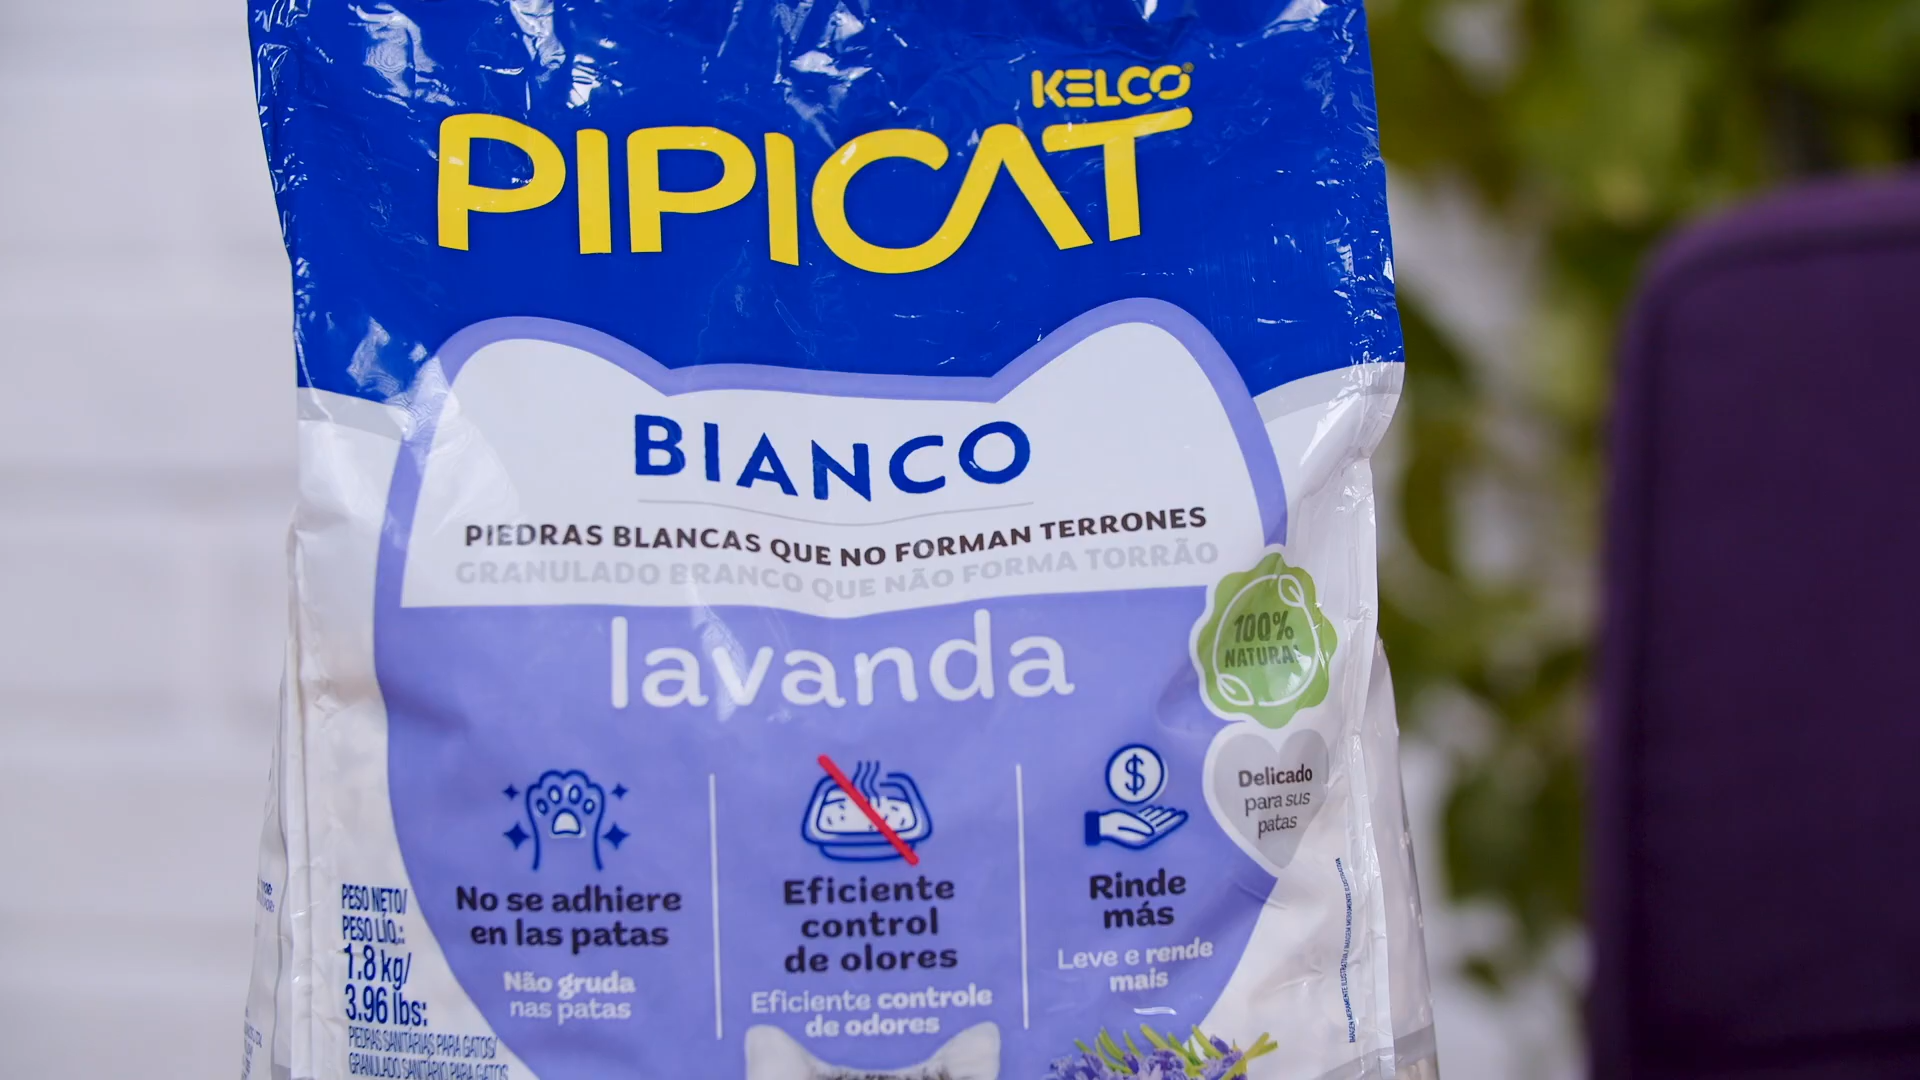 KELCO
PIPICAT
BIANCO
PIEDRAS BLANCAS QUE NO FORMAN TERRONES
GRANULADO BRANCO QUE NÃO FORMA TORRÃO
lavanda
100%
NATURAL
Delicado
para sus
patas
No se adhiere
en las patas
Não gruda
nas patas
Eficiente
control
de olores
Eficiente controle
de odores
Rinde
más
Leve e rende
mais
PESO NETO/
PESO LÍQ.:
1.8 kg/
3.96 lbs:
PIEDRAS SANITARIAS PARA GATOS/
GRANULADO SANITÁRIO PARA GATOS